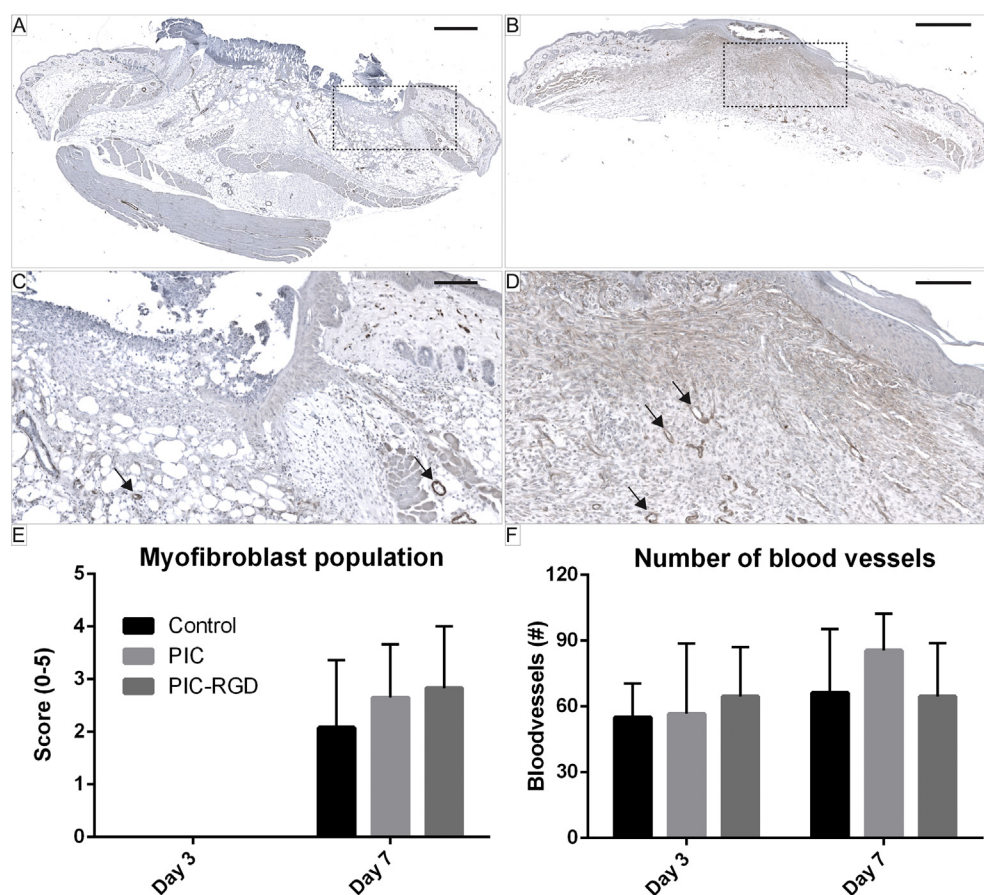 A
B
C
D
E
Myofibroblast population
Score (0-5)
5
4
3
2
1
0
Control
PIC
PIC-RGD
Day 3
Day 7
F
Number of blood vessels
Bloodvessels (#)
120
90
60
30
0
Day 3
Day 7